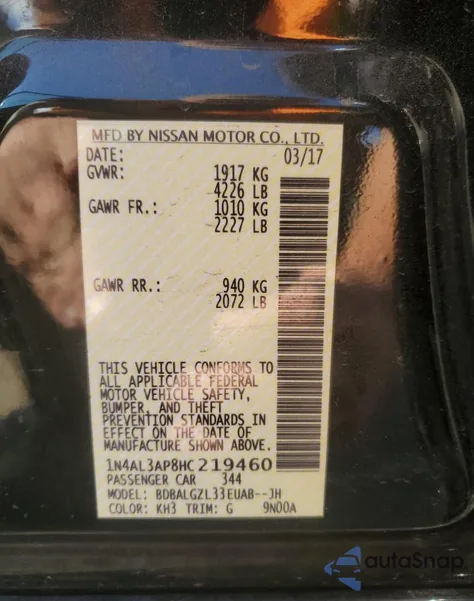 MFD BY NISSAN MOTOR CO., LTD.
DATE: 03/17
GVWR: 1917 KG
4226 LB
GAWR FR.: 1010 KG
2227 LB
GAWR RR.: 940 KG
2072 LB
THIS VEHICLE CONFORMS TO
ALL APPLICABLE FEDERAL
MOTOR VEHICLE SAFETY,
BUMPER, AND THEFT
PREVENTION STANDARDS IN
EFFECT ON THE DATE OF
MANUFACTURE SHOWN ABOVE.
1N4AL3AP8HC219460
PASSENGER CAR 344
MODEL: BDBALGZL33EUAB--JH
COLOR: KH3 TRIM: G 9N00A
autoSnap